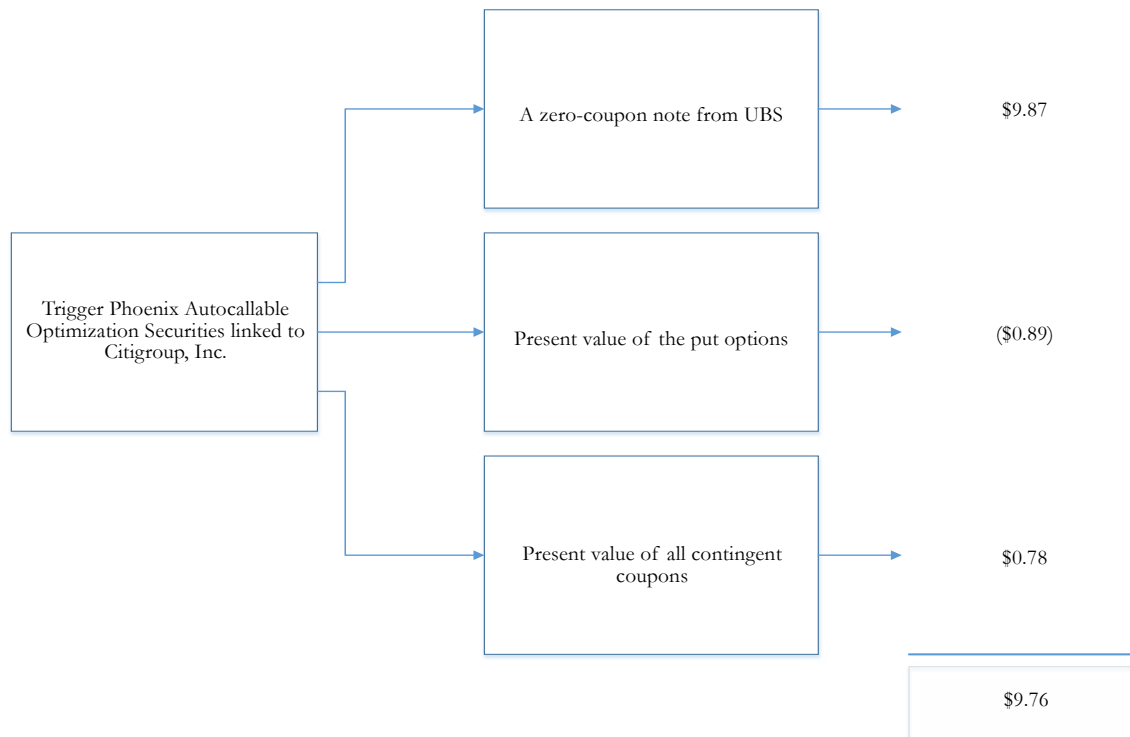 A zero-coupon note from UBS
$9.87
Trigger Phoenix Autocallable
Optimization Securities linked to
Citigroup, Inc.
Present value of the put options
($0.89)
Present value of all contingent
coupons
$0.78
$9.76